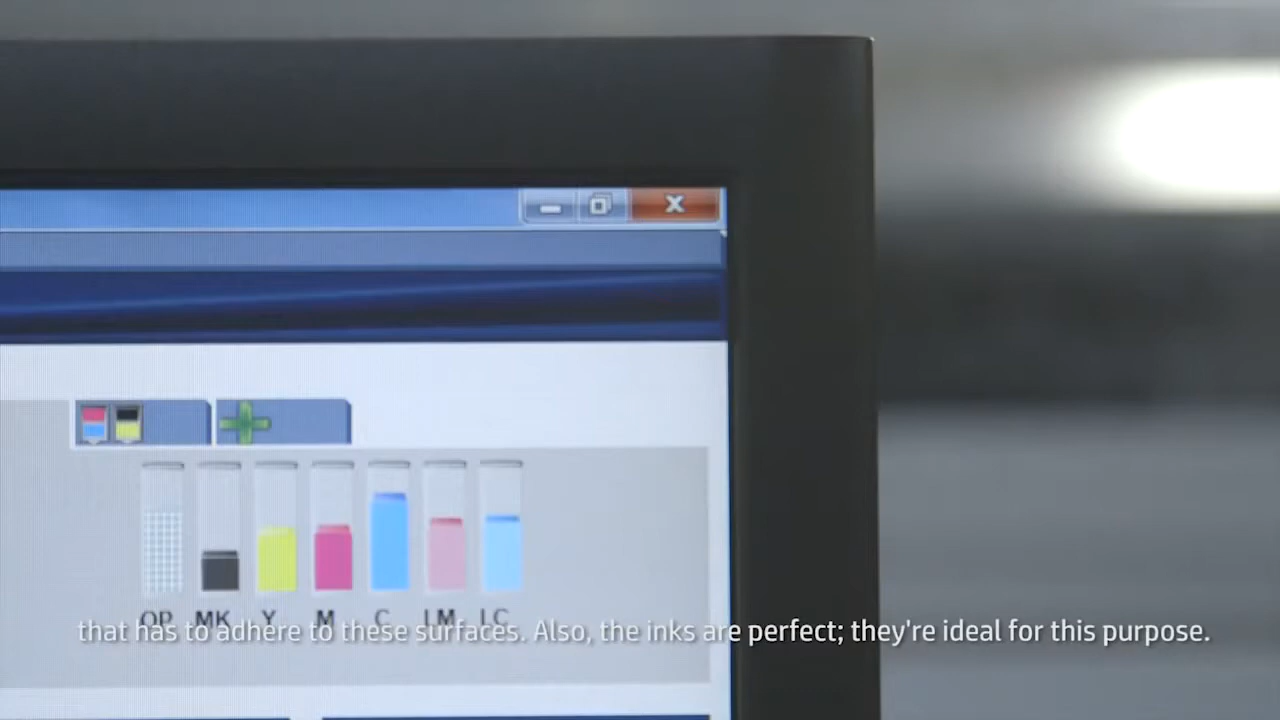 OP MK Y M C LM LC
that has to adhere to these surfaces. Also, the inks are perfect; they're ideal for this purpose.